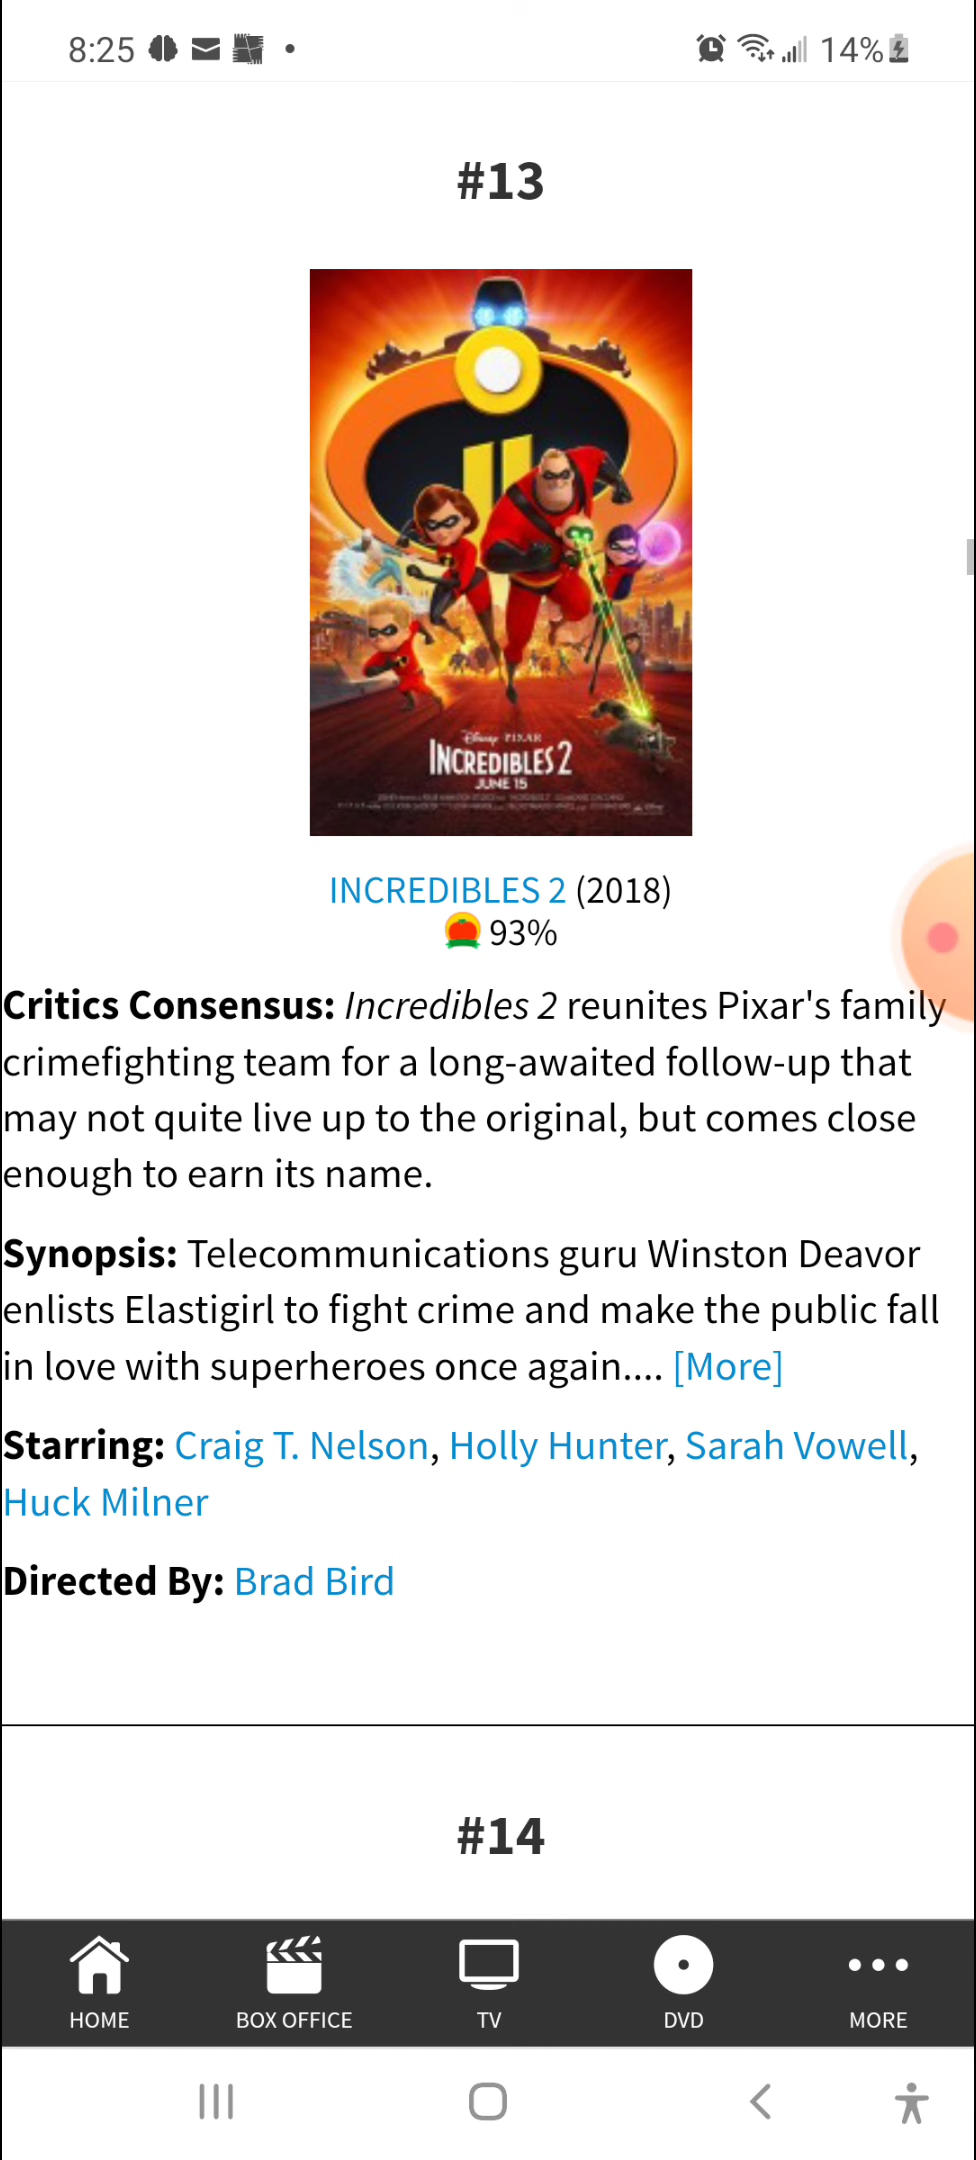 8:25
14%
#13
Disney PIXAR
INCREDIBLES 2
JUNE 15
INCREDIBLES 2 (2018)
93%
Critics Consensus: Incredibles 2 reunites Pixar's family
crimefighting team for a long-awaited follow-up that
may not quite live up to the original, but comes close
enough to earn its name.
Synopsis: Telecommunications guru Winston Deavor
enlists Elastigirl to fight crime and make the public fall
in love with superheroes once again.... [More]
Starring: Craig T. Nelson, Holly Hunter, Sarah Vowell,
Huck Milner
Directed By: Brad Bird
#14
HOME BOX OFFICE TV DVD MORE